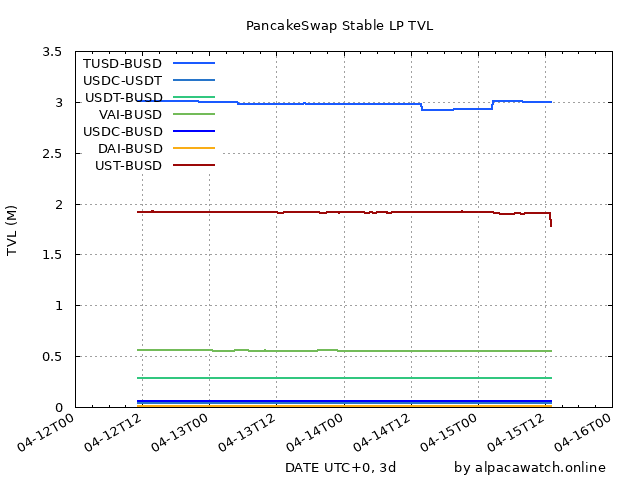 PancakeSwap Stable LP TVL
3.5
3
2.5
2
1.5
1
0.5
0
TVL (M)
TUSD-BUSD
USDC-USDT
USDT-BUSD
VAI-BUSD
USDC-BUSD
DAI-BUSD
UST-BUSD
04-12T00
04-12T12
04-13T00
04-13T12
04-14T00
04-14T12
04-15T00
04-15T12
04-16T00
DATE UTC+0, 3d
by alpacawatch.online